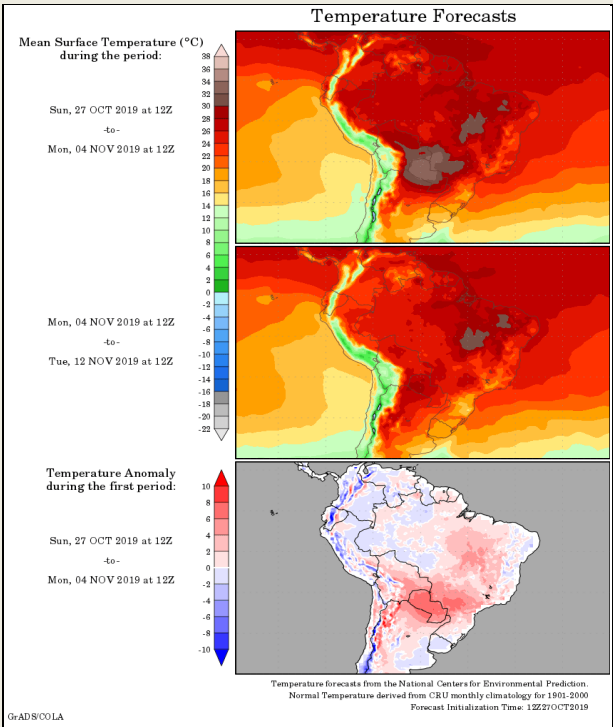 Temperature Forecasts
Mean Surface Temperature (°C)
during the period:
Sun, 27 OCT 2019 at 12Z
-to-
Mon, 04 NOV 2019 at 12Z
38
36
34
32
30
28
26
24
22
20
18
16
14
12
10
8
6
4
2
0
-2
-4
-6
-8
-10
-12
-14
-16
-18
-20
-22
Mon, 04 NOV 2019 at 12Z
-to-
Tue, 12 NOV 2019 at 12Z
Temperature Anomaly
during the first period:
Sun, 27 OCT 2019 at 12Z
-to-
Mon, 04 NOV 2019 at 12Z
10
8
6
4
2
0
-2
-4
-6
-8
-10
Temperature forecasts from the National Centers for Environmental Prediction.
Normal Temperature derived from CRU monthly climatology for 1901-2000
Forecast Initialization Time: 12Z27OCT2019
GrADS/COLA